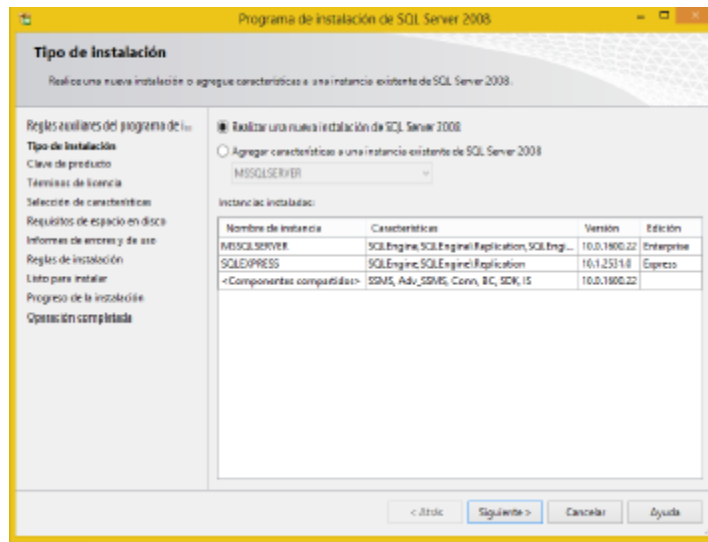 Programa de instalación de SQL Server 2008
Tipo de instalación
Realice una nueva instalación o agregue características a una instancia existente de SQL Server 2008.
Reglas auxiliares del programa de i...
Tipo de instalación
Clave de producto
Términos de licencia
Selección de características
Requisitos de espacio en disco
Informes de errores y de uso
Reglas de instalación
Listo para instalar
Progreso de la instalación
Operación completada
Realizar una nueva instalación de SQL Server 2008
Agregar características a una instancia existente de SQL Server 2008
MSSQLSERVER
Instancias instaladas:
Nombre de instancia Características Versión Edición
MSSQLSERVER SQLEngine,SQLEngine\Replication,SQLEngi... 10.0.1600.22 Enterprise
SQLEXPRESS SQLEngine,SQLEngine\Replication 10.1.2531.0 Express
<Componentes compartidos> SSMS, Adv_SSMS, Conn, BC, SDK, IS 10.0.1600.22
< Atrás Siguiente > Cancelar Ayuda